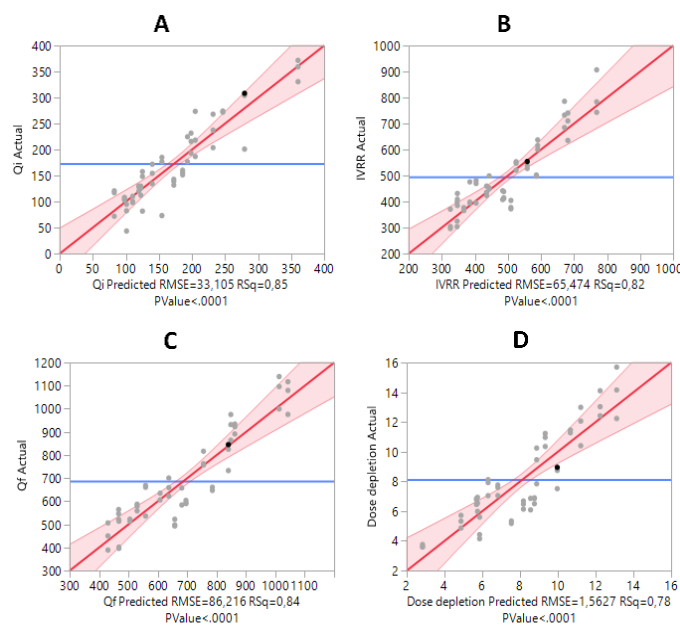 A
400
350
300
250
200
150
100
50
0
Qi Actual
0 50 100 150 200 250 300 350 400
Qi Predicted RMSE=33,105 RSq=0,85
PValue<.0001
B
1000
900
800
700
600
500
400
300
200
IVRR Actual
200 300 400 500 600 700 800 900 1000
IVRR Predicted RMSE=65,474 RSq=0,82
PValue<.0001
C
1200
1100
1000
900
800
700
600
500
400
300
Qf Actual
300 400 500 600 700 800 900 1000
Qf Predicted RMSE=86,216 RSq=0,84
PValue<.0001
D
16
14
12
10
8
6
4
2
Dose depletion Actual
2 4 6 8 10 12 14 16
Dose depletion Predicted RMSE=1,5627 RSq=0,78
PValue<.0001